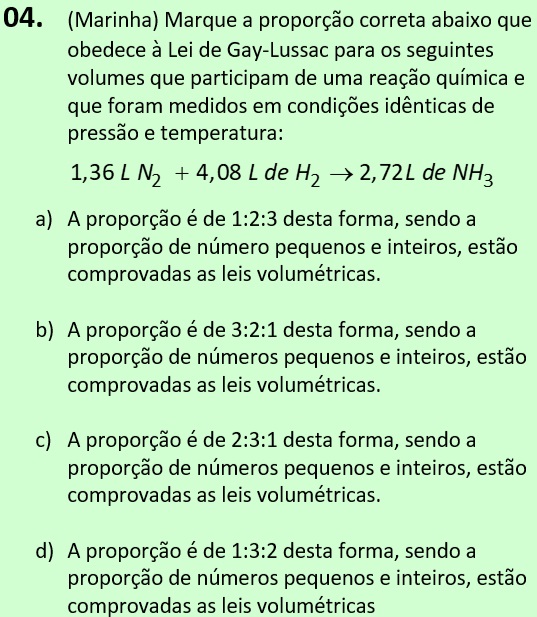 04. (Marinha) Marque a proporção correta abaixo que
obedece à Lei de Gay-Lussac para os seguintes
volumes que participam de uma reação química e
que foram medidos em condições idênticas de
pressão e temperatura:
1,36 L N₂ + 4,08 L de H₂ → 2,72L de NH₃
a) A proporção é de 1:2:3 desta forma, sendo a
proporção de número pequenos e inteiros, estão
comprovadas as leis volumétricas.
b) A proporção é de 3:2:1 desta forma, sendo a
proporção de números pequenos e inteiros, estão
comprovadas as leis volumétricas.
c) A proporção é de 2:3:1 desta forma, sendo a
proporção de números pequenos e inteiros, estão
comprovadas as leis volumétricas.
d) A proporção é de 1:3:2 desta forma, sendo a
proporção de números pequenos e inteiros, estão
comprovadas as leis volumétricas